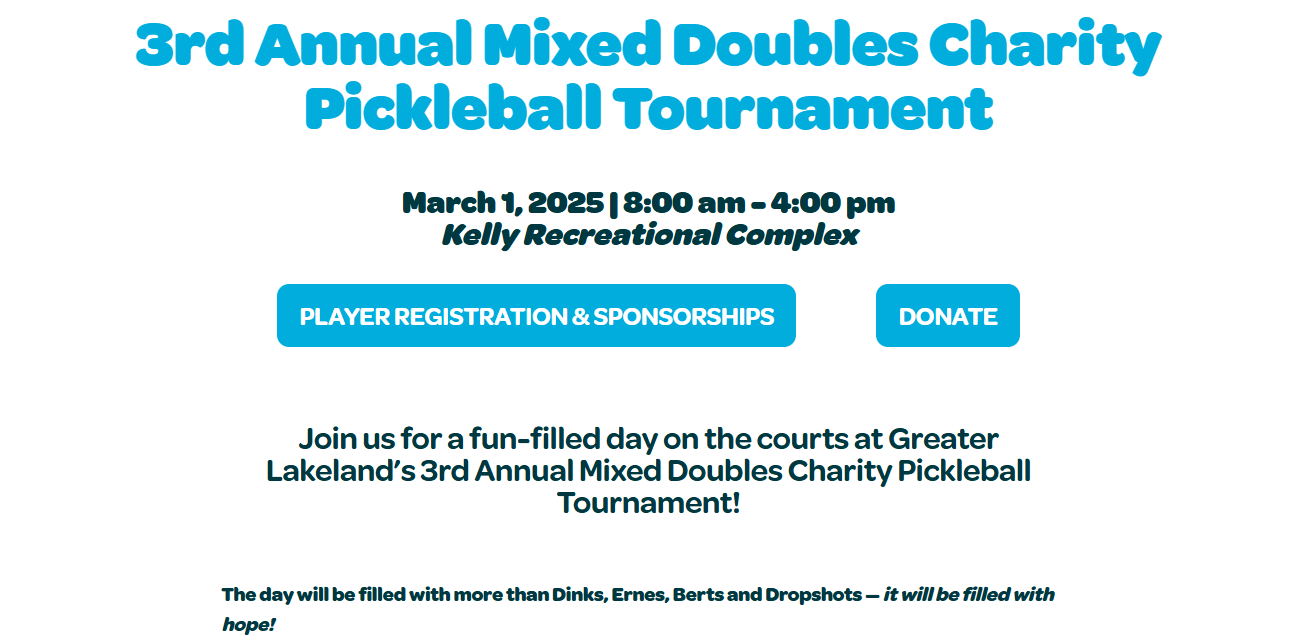 3rd Annual Mixed Doubles Charity
Pickleball Tournament
March 1, 2025 | 8:00 am – 4:00 pm
Kelly Recreational Complex
PLAYER REGISTRATION & SPONSORSHIPS
DONATE
Join us for a fun-filled day on the courts at Greater
Lakeland’s 3rd Annual Mixed Doubles Charity Pickleball
Tournament!
The day will be filled with more than Dinks, Ernes, Berts and Dropshots — it will be filled with
hope!